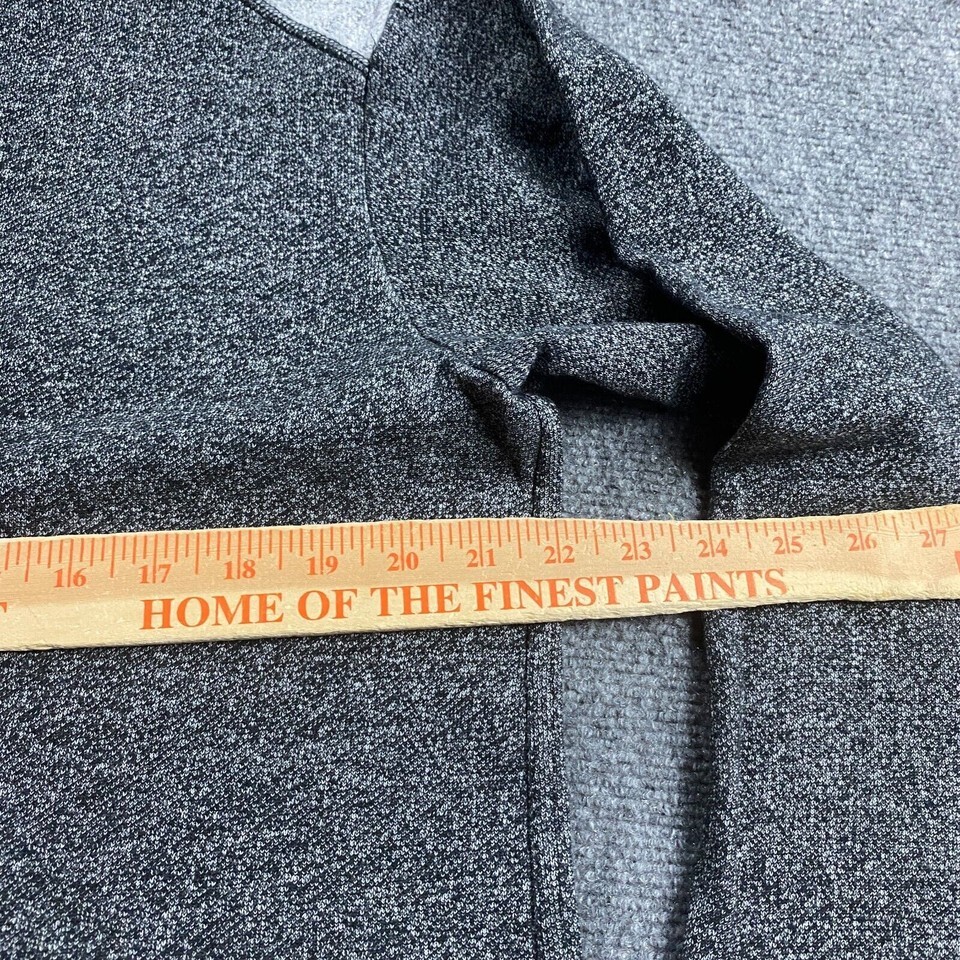 16 17 18 19 20 21 22 23 24 25 26 27
HOME OF THE FINEST PAINTS